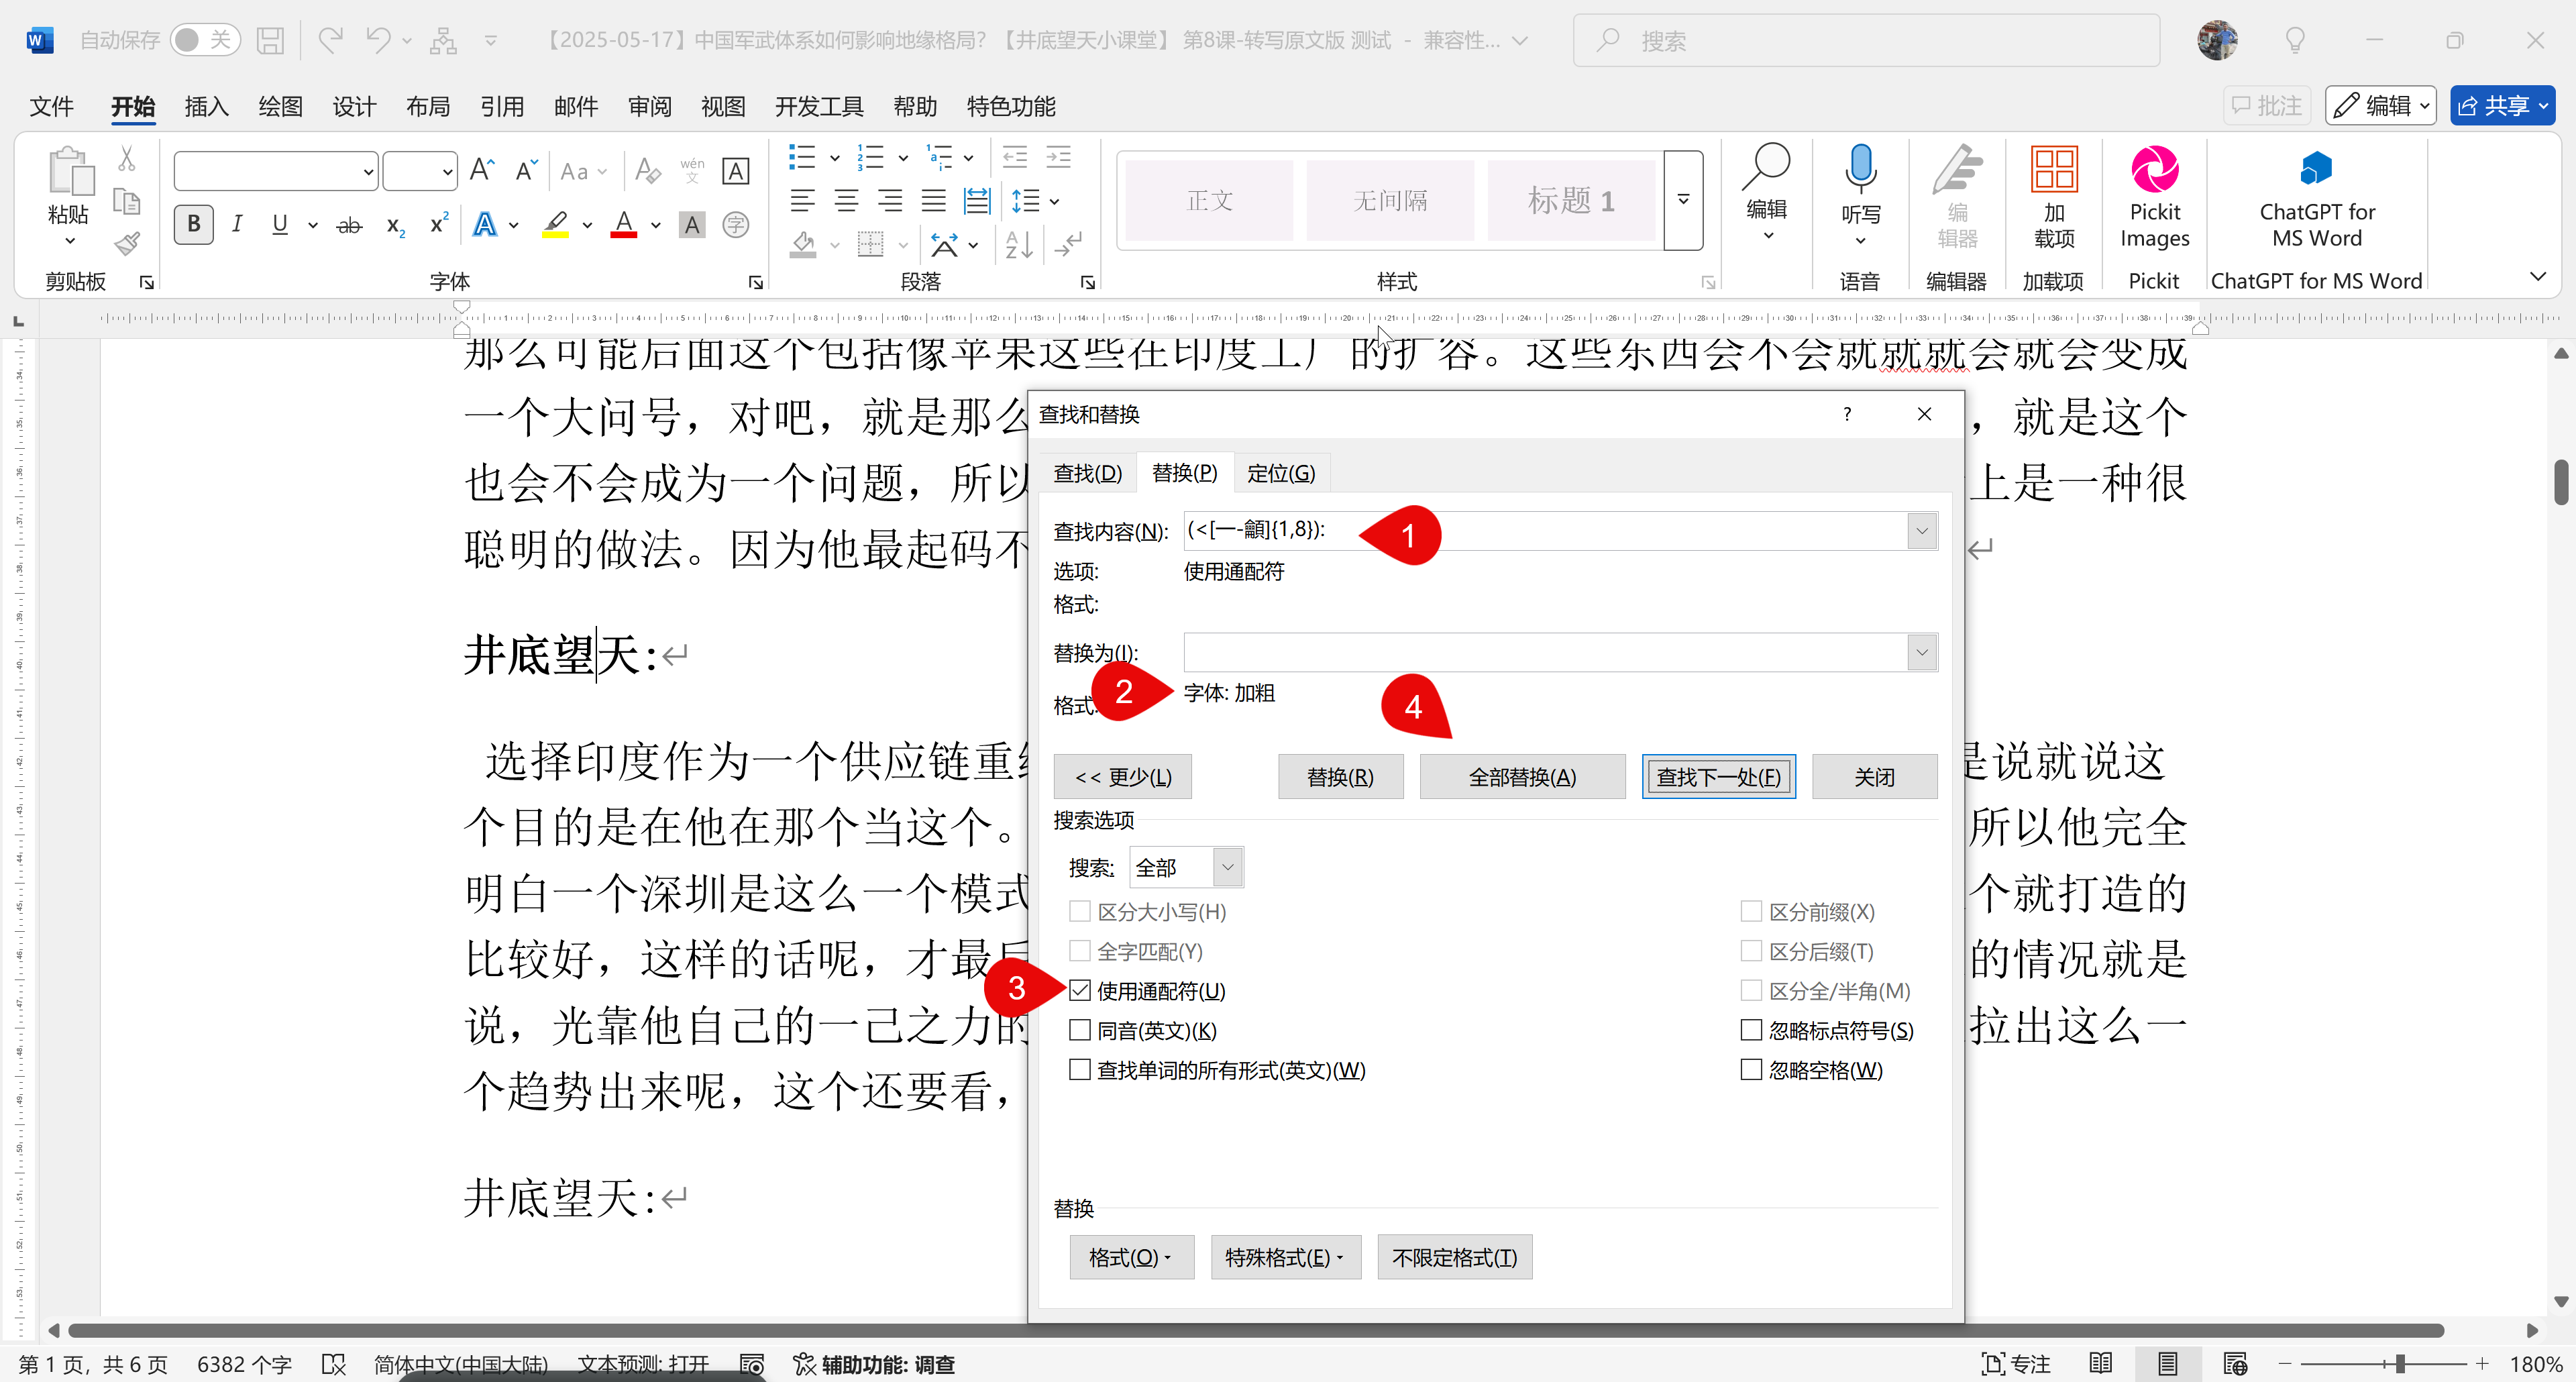 自动保存 关 【2025-05-17】中国军武体系如何影响地缘格局？【井底望天小课堂】 第8课-转写原文版 测试 - 兼容性... 搜索
文件 开始 插入 绘图 设计 布局 引用 邮件 审阅 视图 开发工具 帮助 特色功能 批注 编辑 共享
粘贴 剪贴板
B I U ab x₂ x² A A A 字 Aa wén 文 A 字体
段落
正文 无间隔 标题 1 样式
编辑
听写 语音
编辑器 编辑器
加载项 加载项
Pickit Images Pickit
ChatGPT for MS Word ChatGPT for MS Word
那么可能后面这个包括像苹果这些在印度工厂的扩容。这些东西会不会就就就会就会变成
一个大问号，对吧，就是那么 ，就是这个
也会不会成为一个问题，所以 上是一种很
聪明的做法。因为他最起码不
井底望天:
选择印度作为一个供应链重 是说就说这
个目的是在他在那个当这个。 所以他完全
明白一个深圳是这么一个模式 个就打造的
比较好，这样的话呢，才最后 的情况就是
说，光靠他自己的一己之力的 拉出这么一
个趋势出来呢，这个还要看，
井底望天:
查找和替换 ?
查找(D) 替换(P) 定位(G)
查找内容(N): (<[一-龥]{1,8}): 1
选项: 使用通配符
格式:
替换为(I):
格式: 2 字体: 加粗 4
<< 更少(L) 替换(R) 全部替换(A) 查找下一处(F) 关闭
搜索选项
搜索: 全部
区分大小写(H) 区分前缀(X)
全字匹配(Y) 区分后缀(T)
3 使用通配符(U) 区分全/半角(M)
同音(英文)(K) 忽略标点符号(S)
查找单词的所有形式(英文)(W) 忽略空格(W)
替换
格式(O) 特殊格式(E) 不限定格式(T)
第 1 页，共 6 页 6382 个字 简体中文(中国大陆) 文本预测: 打开 辅助功能: 调查 专注 180%